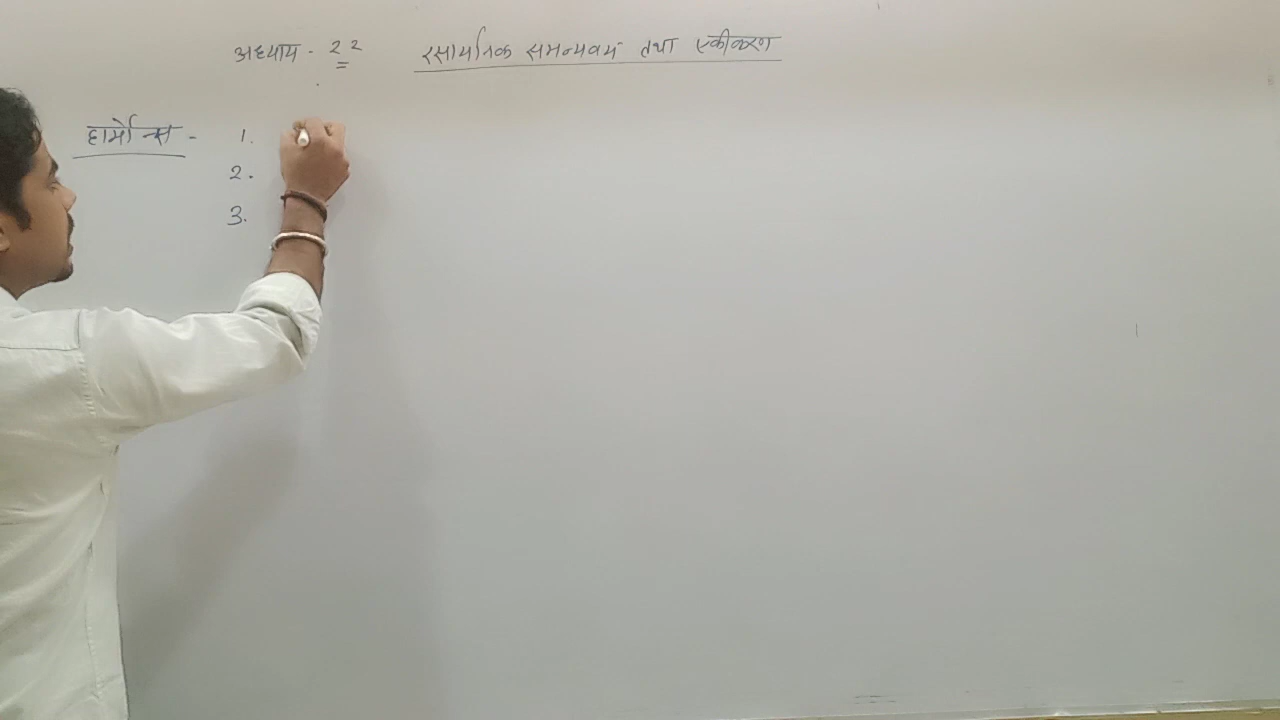 अध्याय - 22 रसायनिक समन्वय तथा एकीकरण
हार्मोन्स - 1.
2.
3.